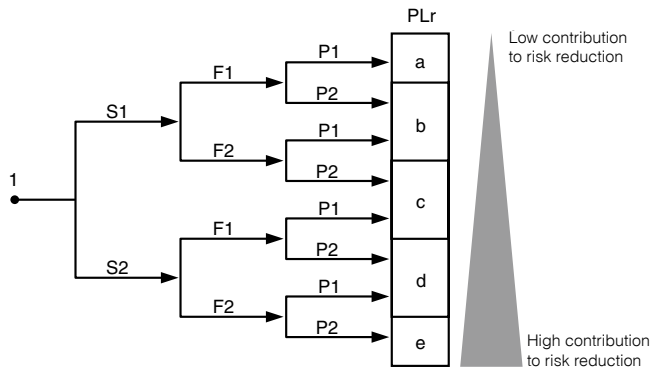 PLr
Low contribution
to risk reduction
P1
a
F1
P2
S1
b
P1
F2
P2
1
c
P1
F1
P2
S2
d
P1
F2
P2
e
High contribution
to risk reduction